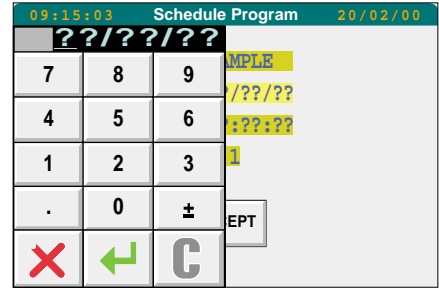 09:15:03 Schedule Program 20/02/00
??/??/??
7 8 9 MPLE
?/??/??
4 5 6 ?:??:??
1 2 3 1
. 0 ± EPT
C